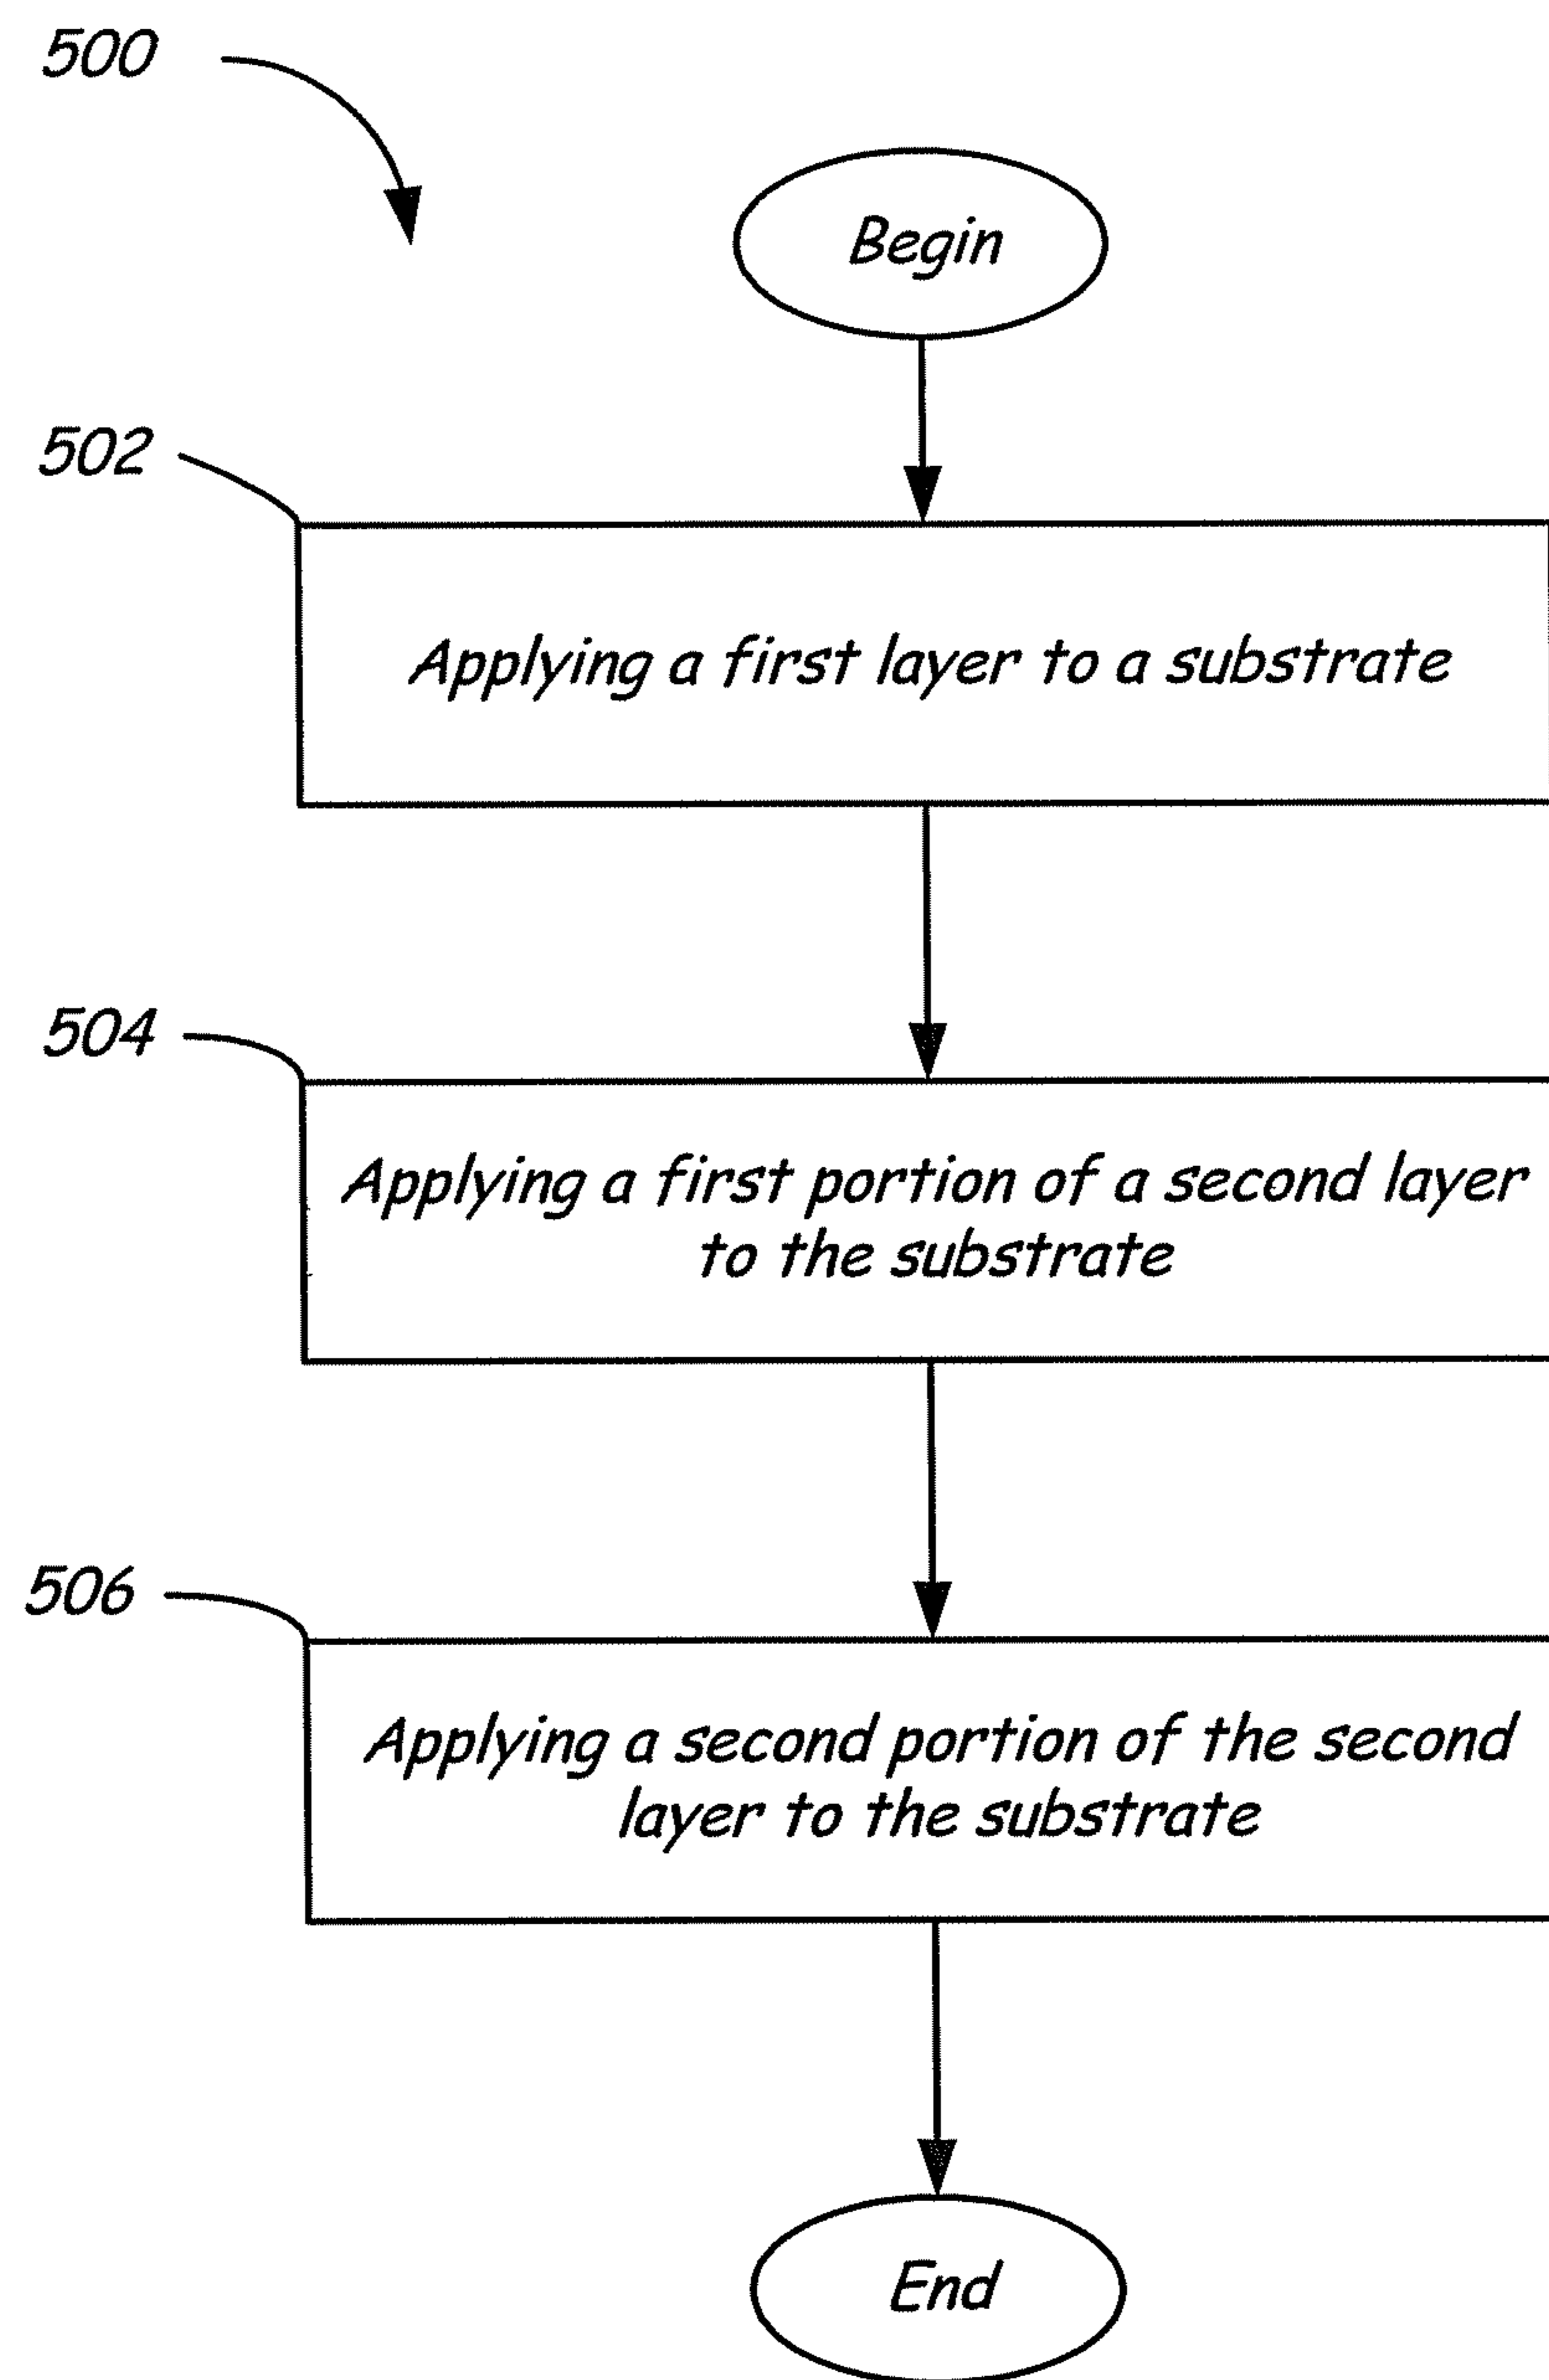 500
Begin
502
Applying a first layer to a substrate
504
Applying a first portion of a second layer
to the substrate
506
Applying a second portion of the second
layer to the substrate
End